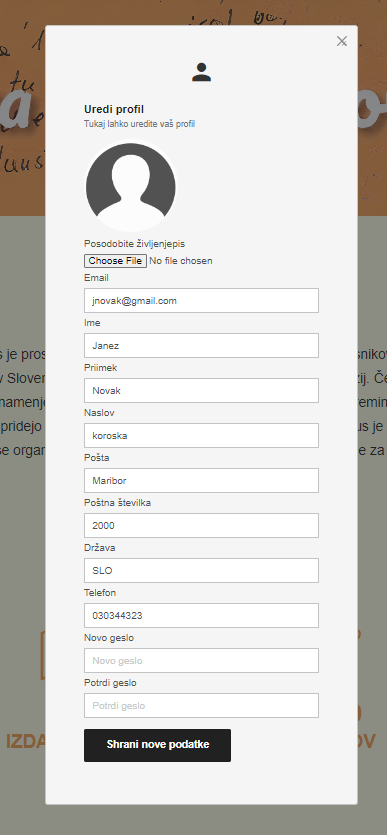 Uredi profil
Tukaj lahko uredite vaš profil
Posodobite življenjepis
Choose File No file chosen
Email
jnovak@gmail.com
Ime
Janez
Priimek
Novak
Naslov
koroska
Pošta
Maribor
Poštna številka
2000
Država
SLO
Telefon
030344323
Novo geslo
Novo geslo
Potrdi geslo
Potrdi geslo
Shrani nove podatke